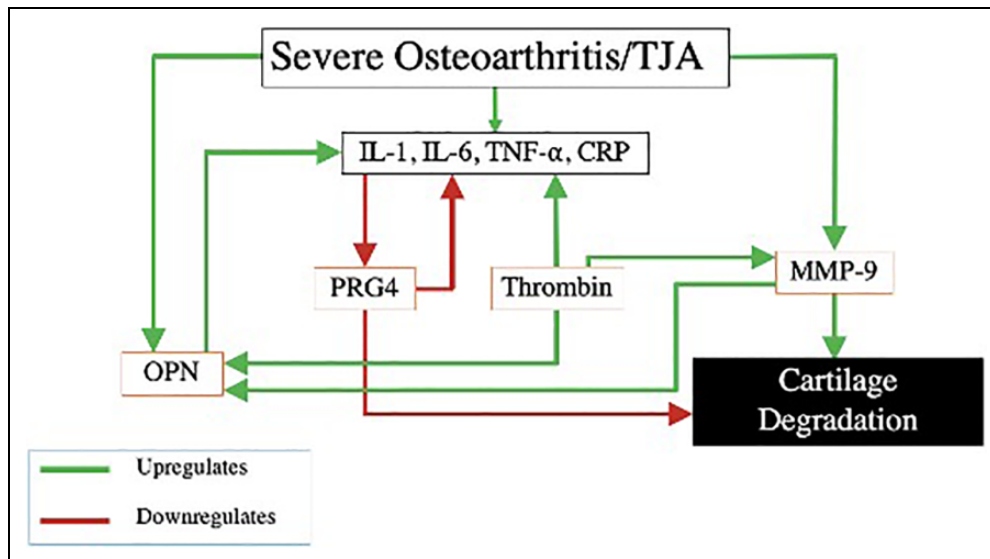 Severe Osteoarthritis/TJA
IL-1, IL-6, TNF-α, CRP
PRG4
Thrombin
MMP-9
OPN
Cartilage
Degradation
Upregulates
Downregulates